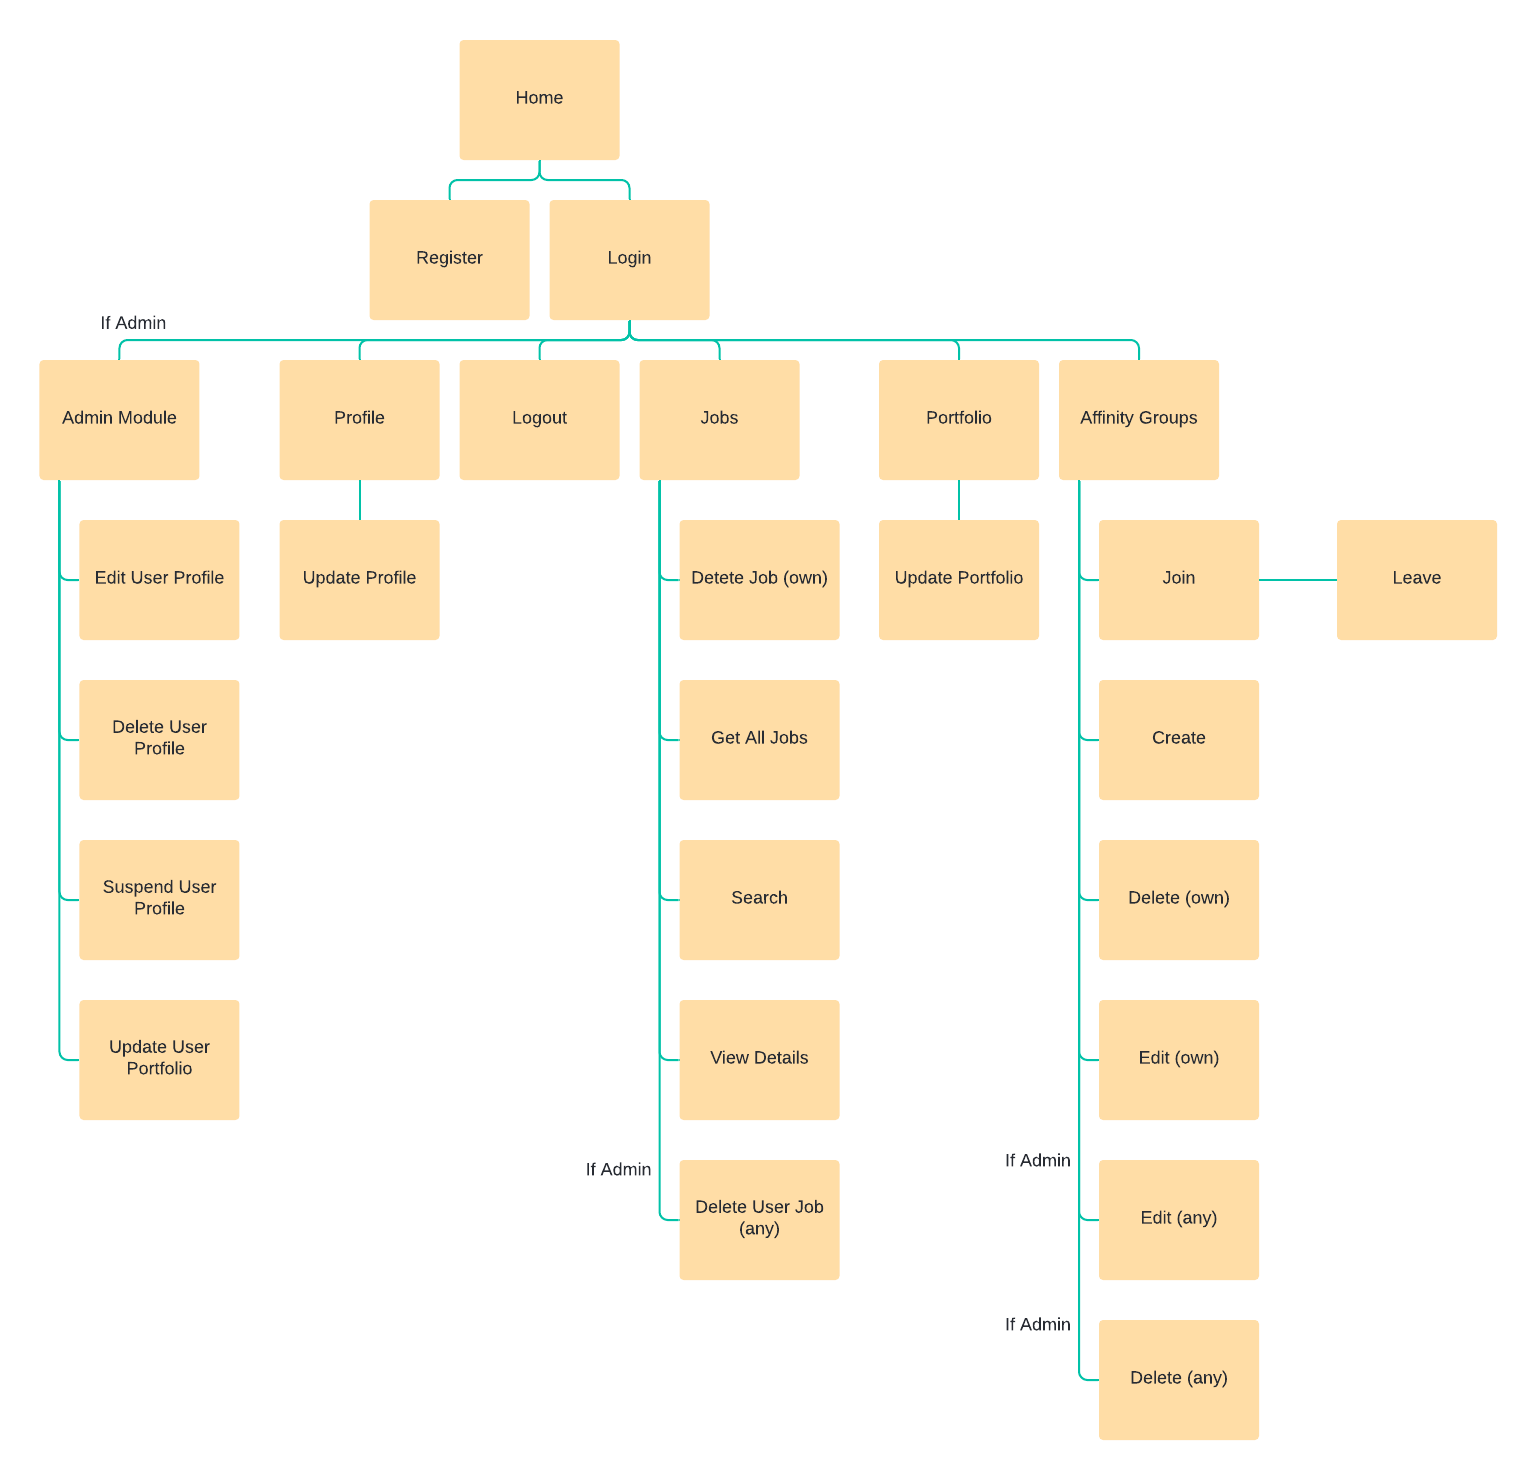 Home
Register
Login
If Admin
Admin Module
Profile
Logout
Jobs
Portfolio
Affinity Groups
Edit User Profile
Update Profile
Detete Job (own)
Update Portfolio
Join
Leave
Delete User
Profile
Get All Jobs
Create
Suspend User
Profile
Search
Delete (own)
Update User
Portfolio
View Details
Edit (own)
If Admin
Delete User Job
(any)
If Admin
Edit (any)
If Admin
Delete (any)